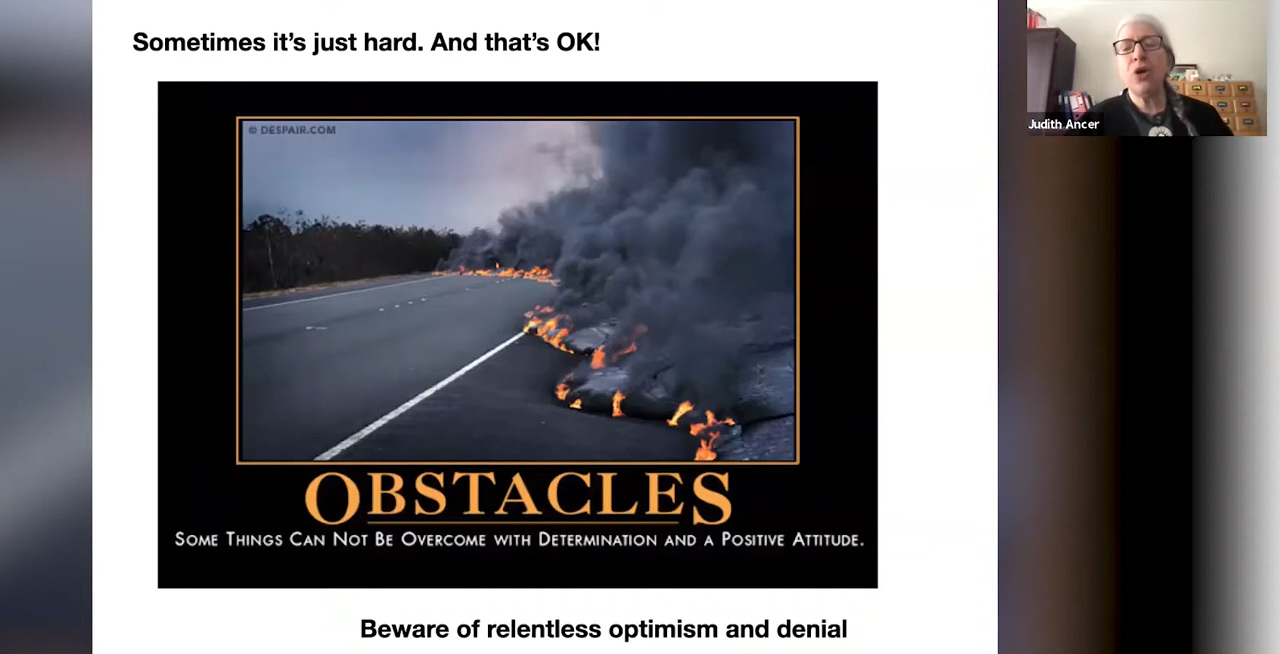 Sometimes it’s just hard. And that’s OK!
© DESPAIR.COM
OBSTACLES
SOME THINGS CAN NOT BE OVERCOME WITH DETERMINATION AND A POSITIVE ATTITUDE.
Beware of relentless optimism and denial
Judith Ancer